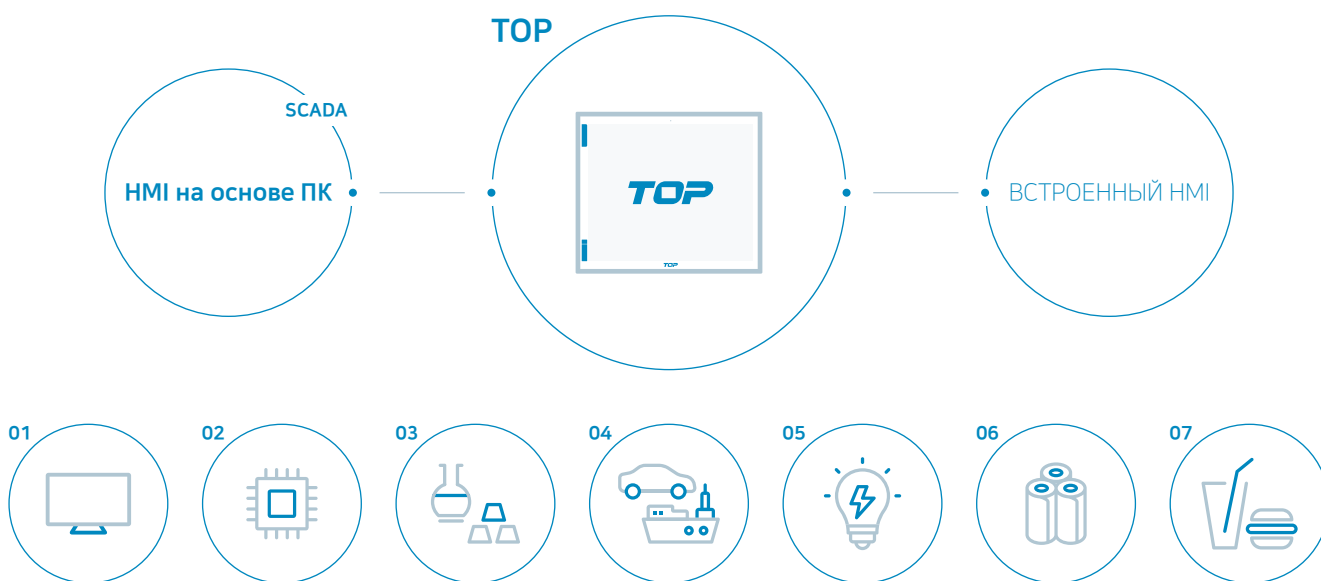 TOP
SCADA
HMI на основе ПК
TOP
TOP
ВСТРОЕННЫЙ HMI
01
02
03
04
05
06
07